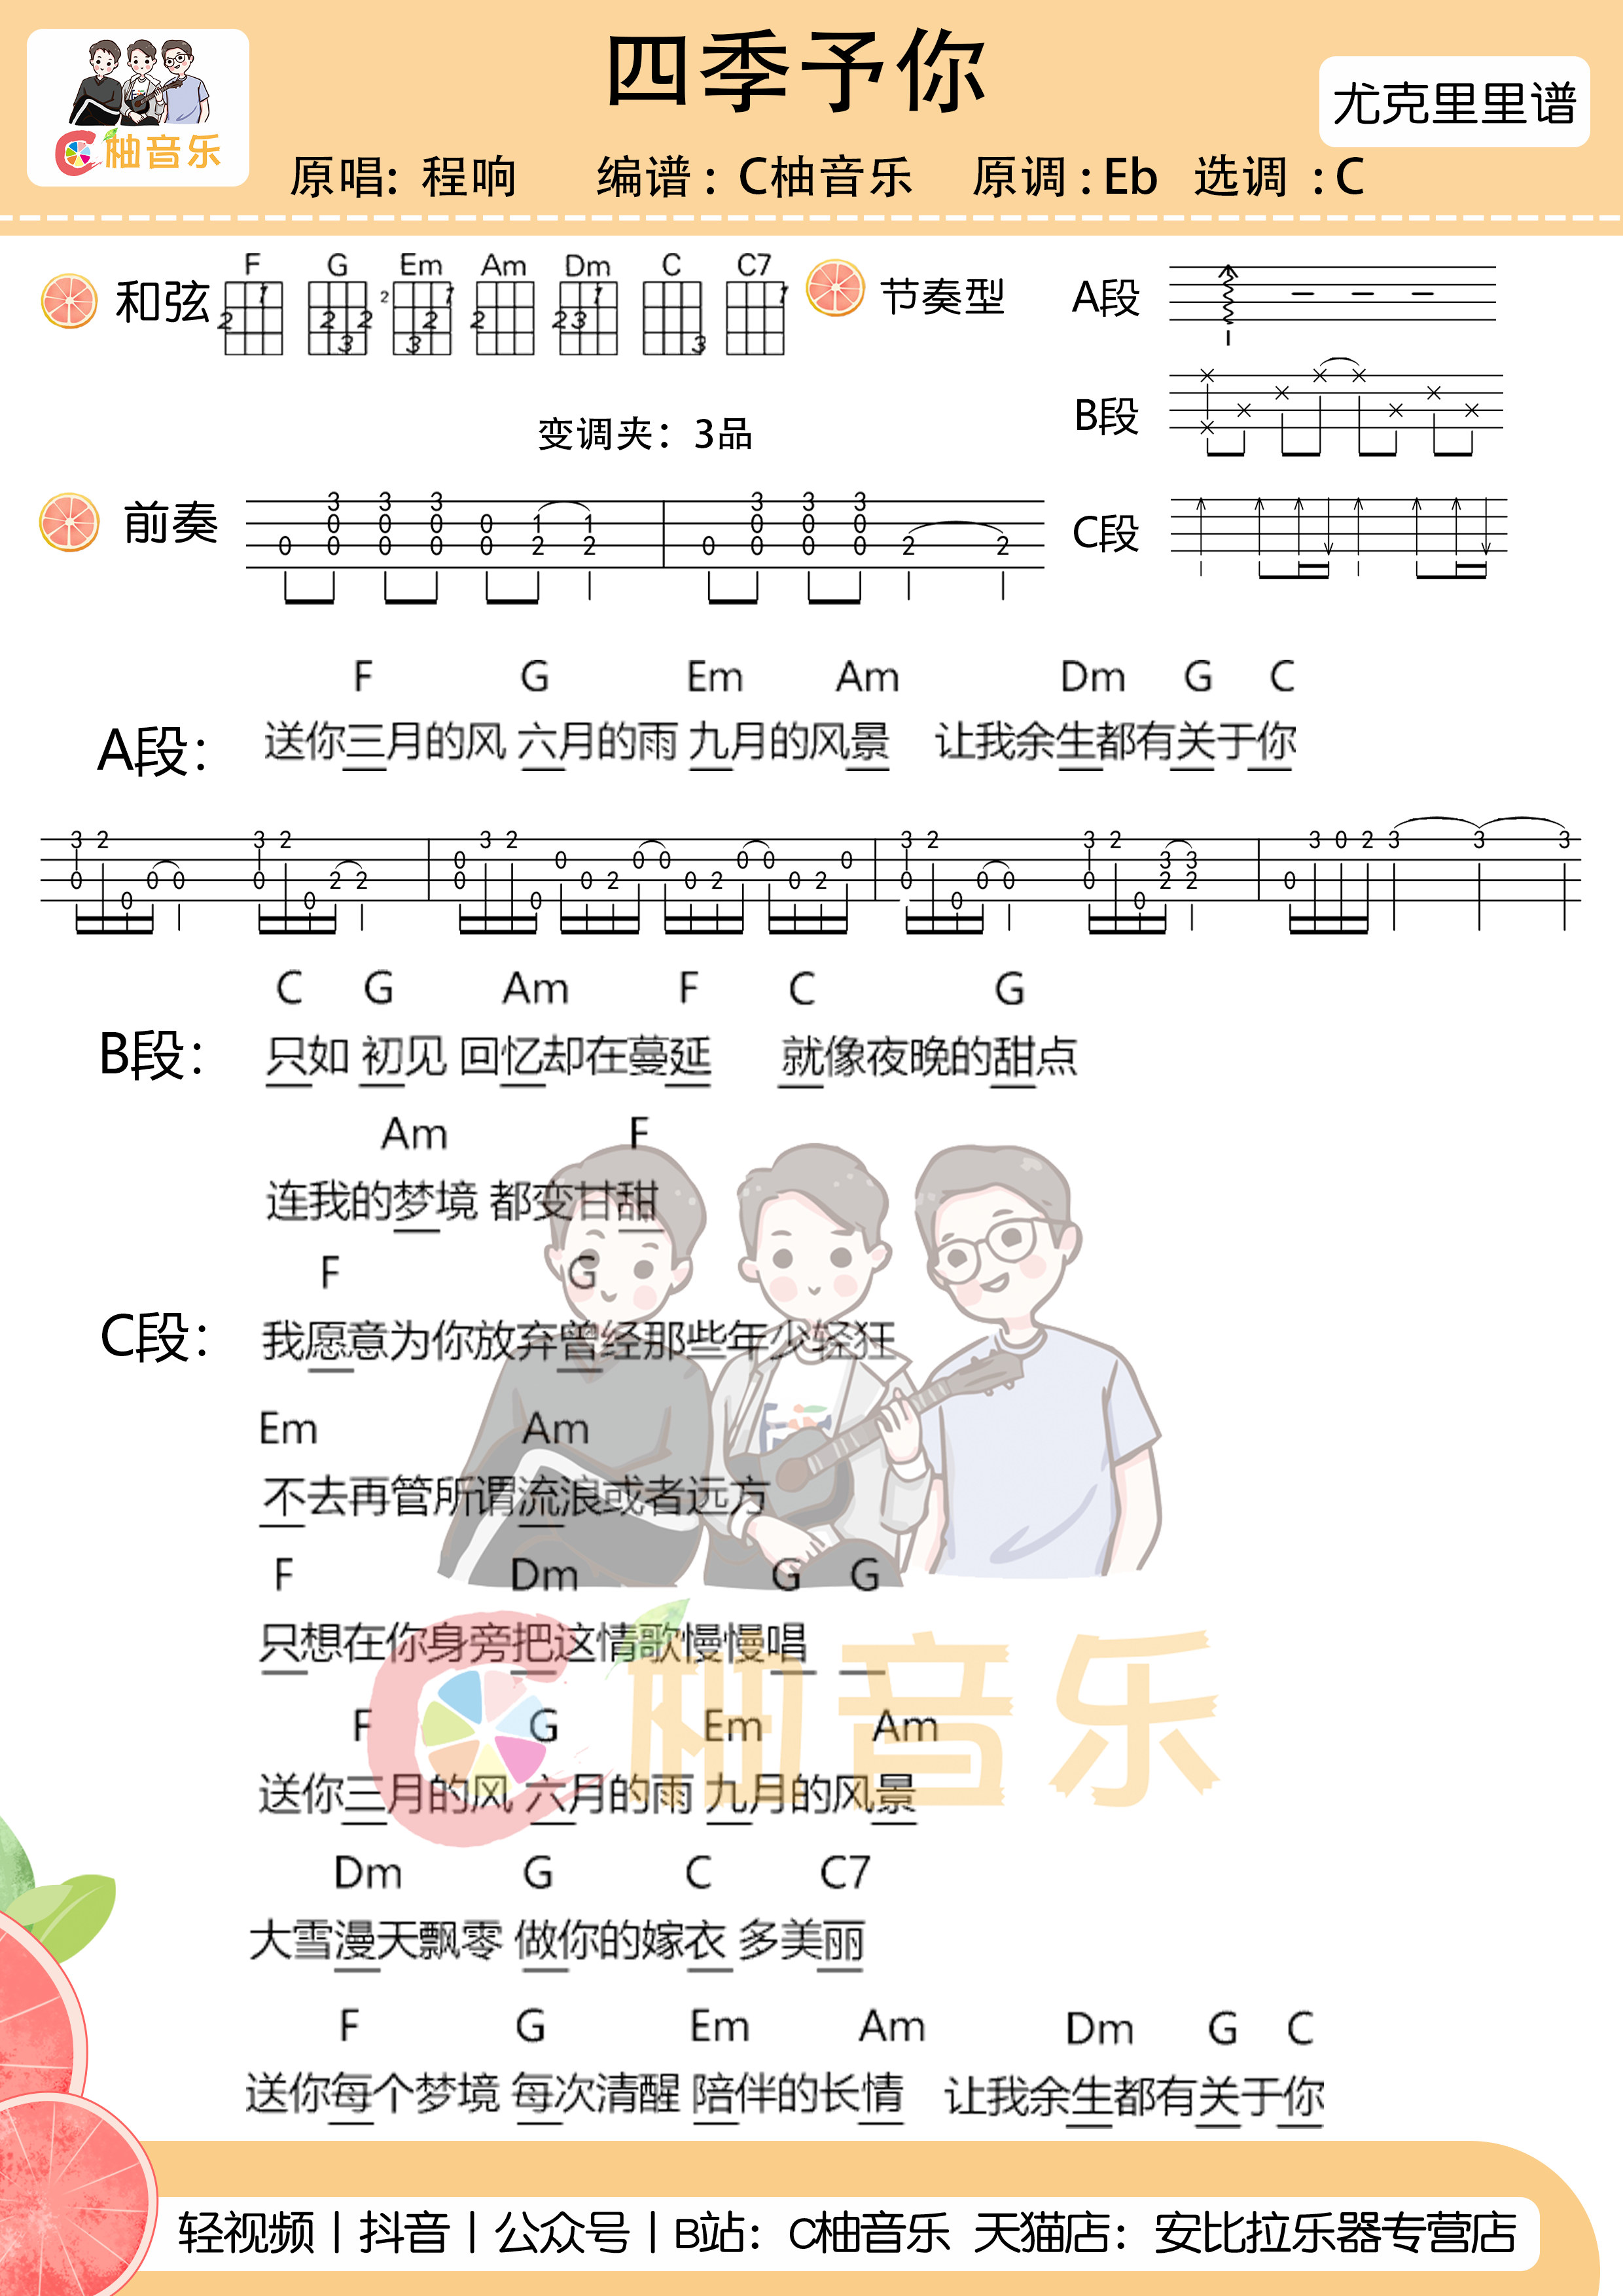 四季予你
柚音乐
尤克里里谱
原唱: 程响 编谱: C柚音乐 原调:Eb 选调:C
和弦 F G Em Am Dm C C7
节奏型
A段
B段
C段
变调夹: 3品
前奏
F G Em Am Dm G C
A段: 送你三月的风 六月的雨 九月的风景 让我余生都有关于你
C G Am F C G
B段: 只如 初见 回忆却在蔓延 就像夜晚的甜点
Am F
连我的梦境 都变甘甜
F G
C段: 我愿意为你放弃曾经那些年少轻狂
Em Am
不去再管所谓流浪或者远方
F Dm G G
只想在你身旁把这情歌慢慢唱
柚音乐
F G Em Am
送你三月的风 六月的雨 九月的风景
Dm G C C7
大雪漫天飘零 做你的嫁衣 多美丽
F G Em Am Dm G C
送你每个梦境 每次清醒 陪伴的长情 让我余生都有关于你
轻视频丨抖音丨公众号丨B站: C柚音乐 天猫店: 安比拉乐器专营店